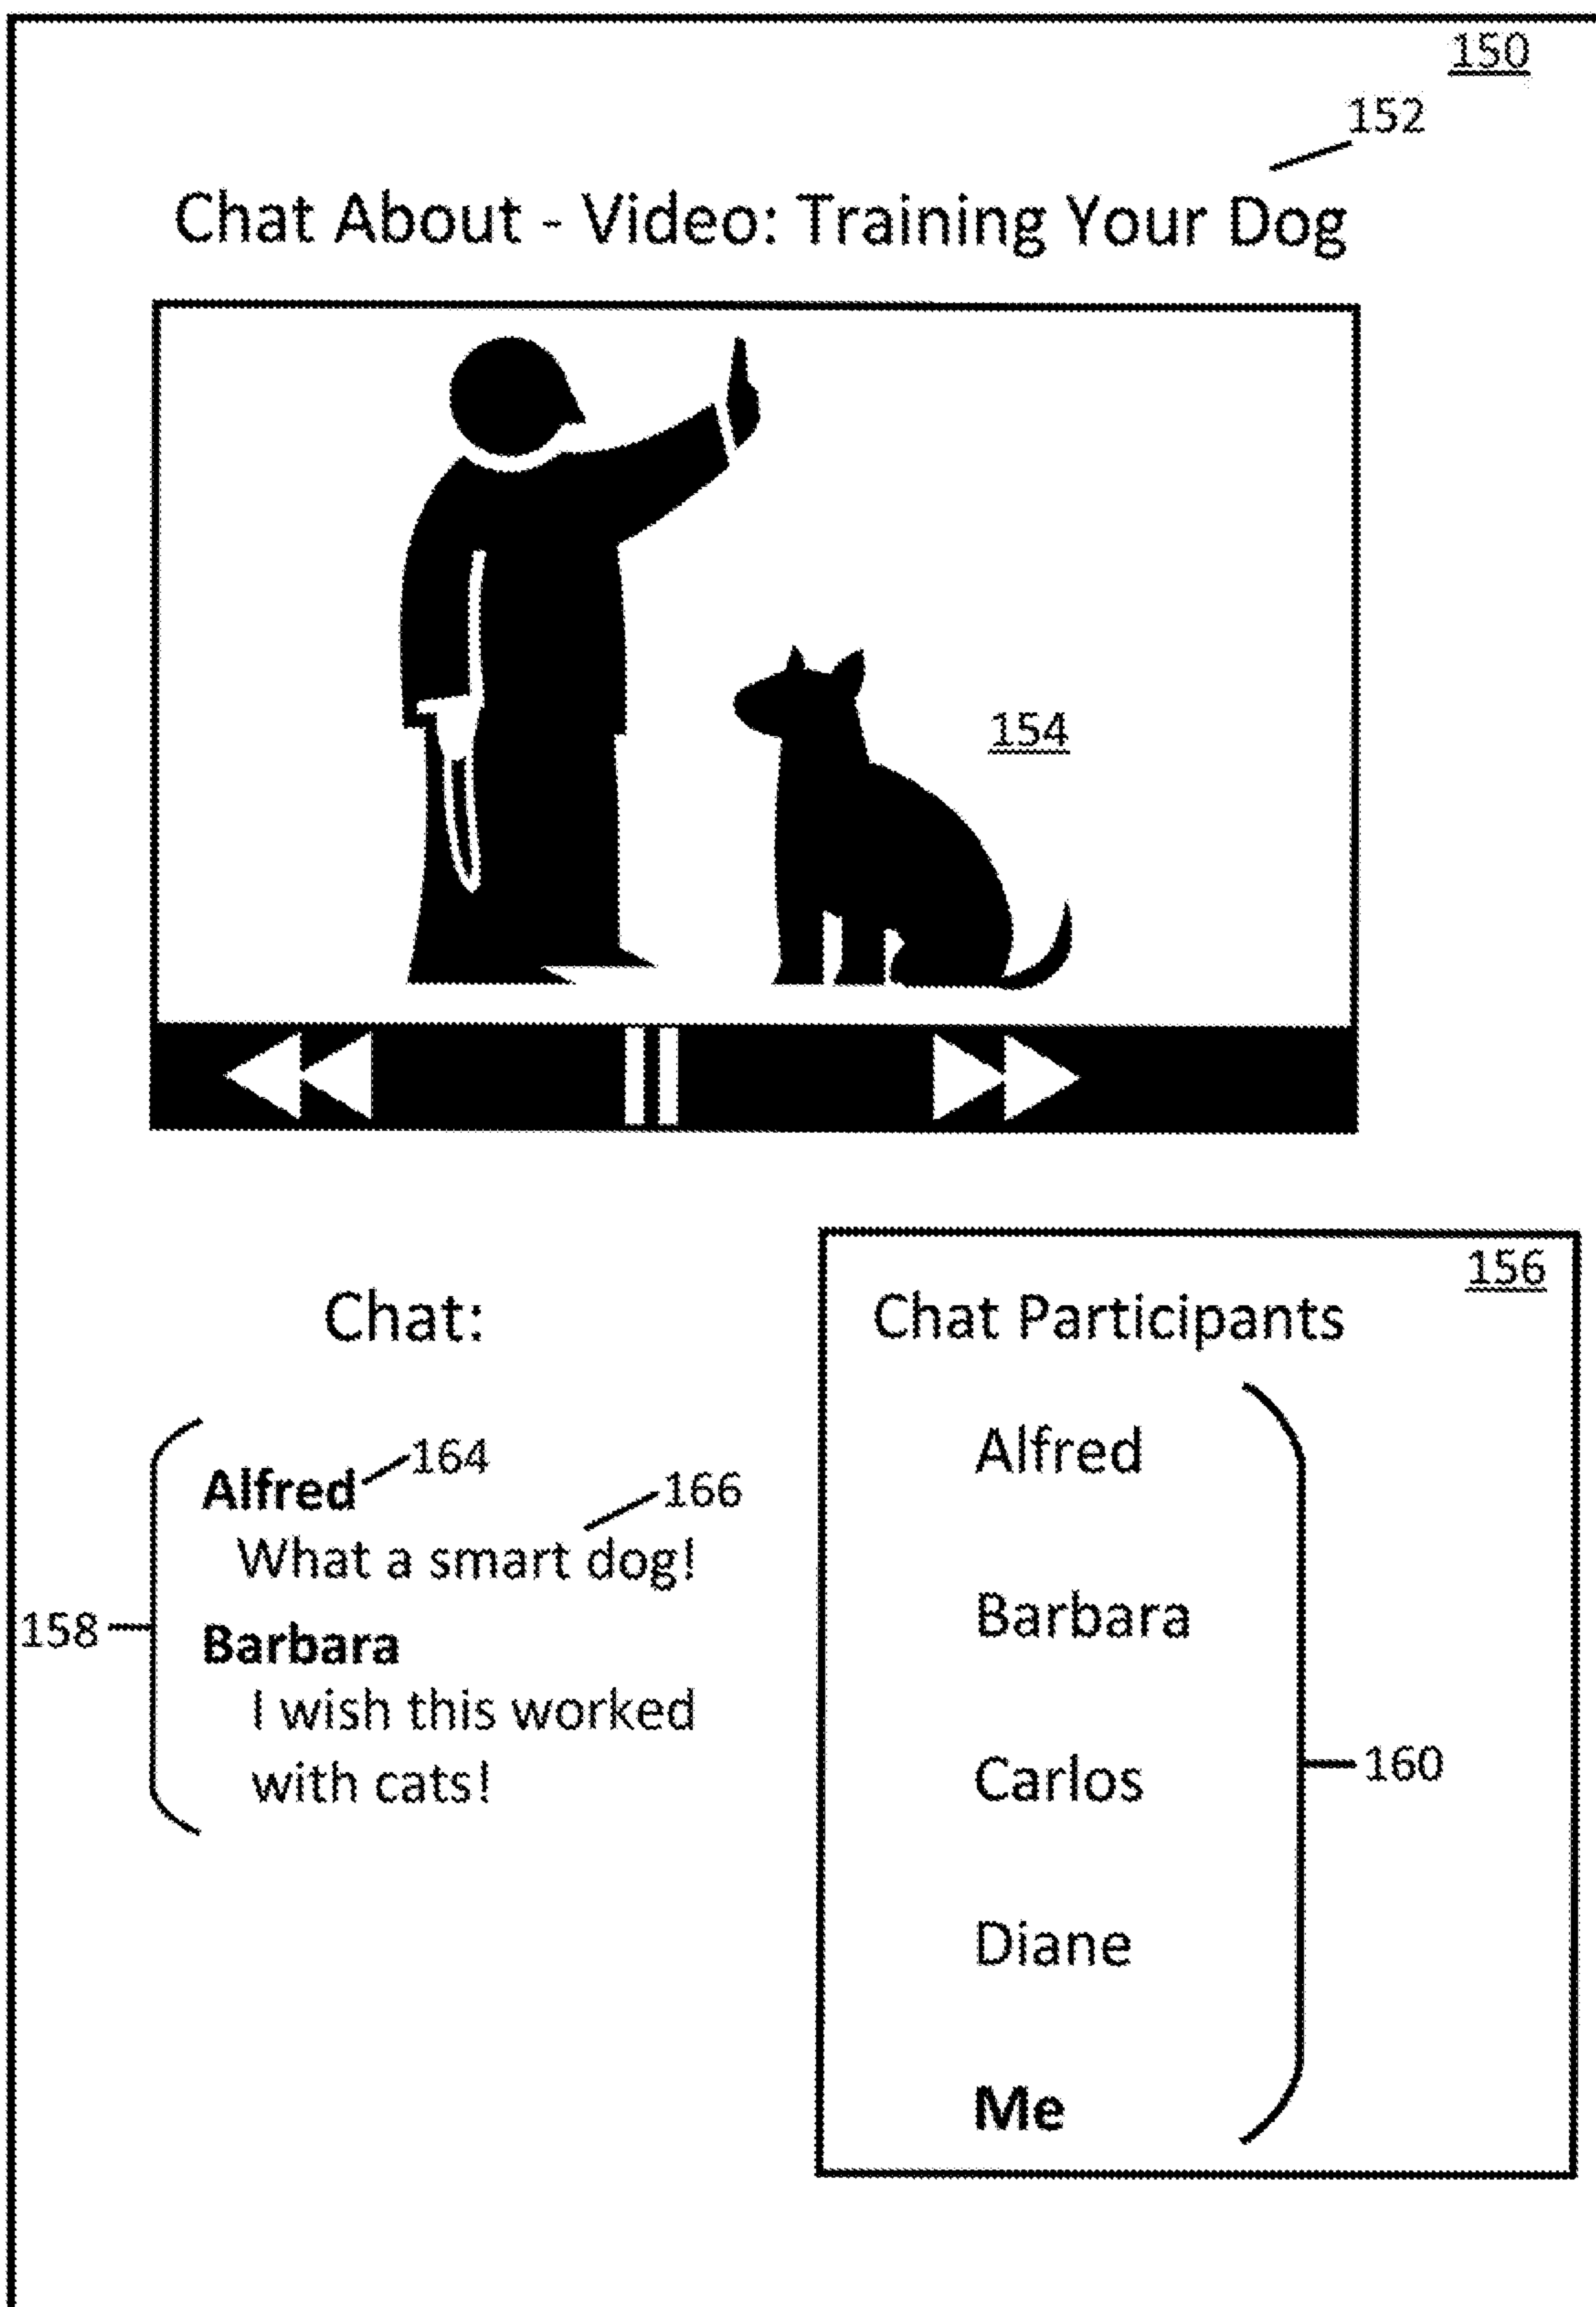 150
152
Chat About - Video: Training Your Dog
154
156
Chat:
Chat Participants
Alfred 164
166
What a smart dog!
158
Barbara
I wish this worked
with cats!
Alfred
Barbara
Carlos
160
Diane
Me